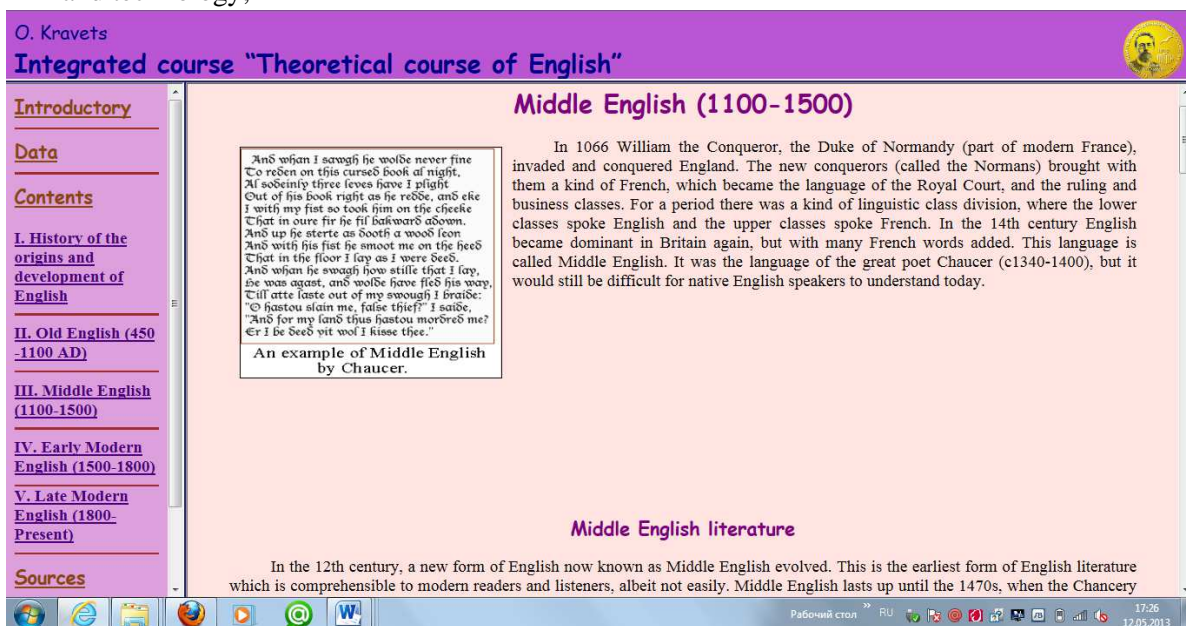 and technology,
O. Kravets
Integrated course “Theoretical course of English”
Introductory
Data
Contents
I. History of the
origins and
development of
English
II. Old English (450
-1100 AD)
III. Middle English
(1100-1500)
IV. Early Modern
English (1500-1800)
V. Late Modern
English (1800-
Present)
Sources
Middle English (1100-1500)
And whan I sawgh he wolde never fine
To reden on this cursed book al night,
Al sodeinly three leves have I plight
Out of his book right as he redde, and eke
I with my fist so took him on the cheeke
That in oure fir he fil bakward adown.
And up he sterte as dooth a wood leon
And with his fist he smoot me on the heed
That in the floor I lay as I were deed.
And whan he swagh how stille that I lay,
He was agast, and wolde have fled his way,
Till atte laste out of my swough I braide:
"O hastou slain me, false thief?" I saide,
"And for my land thus hastou mordred me?
Er I be deed yit wol I kisse thee."
An example of Middle English
by Chaucer.
In 1066 William the Conqueror, the Duke of Normandy (part of modern France),
invaded and conquered England. The new conquerors (called the Normans) brought with
them a kind of French, which became the language of the Royal Court, and the ruling and
business classes. For a period there was a kind of linguistic class division, where the lower
classes spoke English and the upper classes spoke French. In the 14th century English
became dominant in Britain again, but with many French words added. This language is
called Middle English. It was the language of the great poet Chaucer (c1340-1400), but it
would still be difficult for native English speakers to understand today.
Middle English literature
In the 12th century, a new form of English now known as Middle English evolved. This is the earliest form of English literature
which is comprehensible to modern readers and listeners, albeit not easily. Middle English lasts up until the 1470s, when the Chancery
Рабочий стол » RU
17:26
12.05.2013